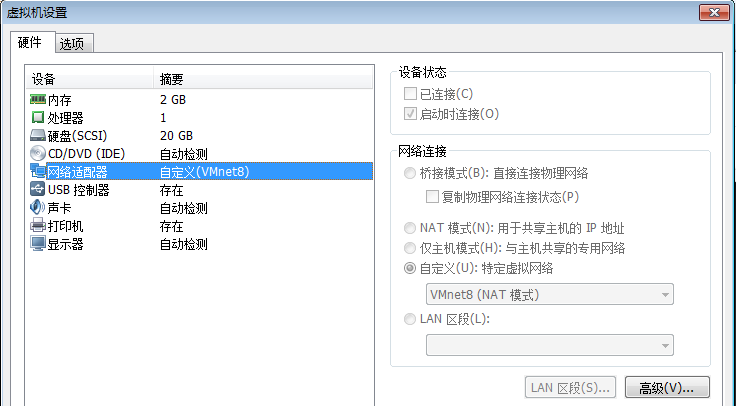 虚拟机设置
硬件 选项
设备 摘要
内存 2 GB
处理器 1
硬盘(SCSI) 20 GB
CD/DVD (IDE) 自动检测
网络适配器 自定义(VMnet8)
USB 控制器 存在
声卡 自动检测
打印机 存在
显示器 自动检测
设备状态
已连接(C)
启动时连接(O)
网络连接
桥接模式(B): 直接连接物理网络
复制物理网络连接状态(P)
NAT 模式(N): 用于共享主机的 IP 地址
仅主机模式(H): 与主机共享的专用网络
自定义(U): 特定虚拟网络
VMnet8 (NAT 模式)
LAN 区段(L):
LAN 区段(S)... 高级(V)...